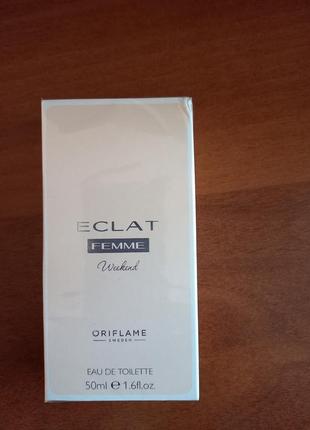 ECLAT
FEMME
Weekend
ORIFLAME
SWEDEN
EAU DE TOILETTE
50ml ℮ 1.6fl.oz.